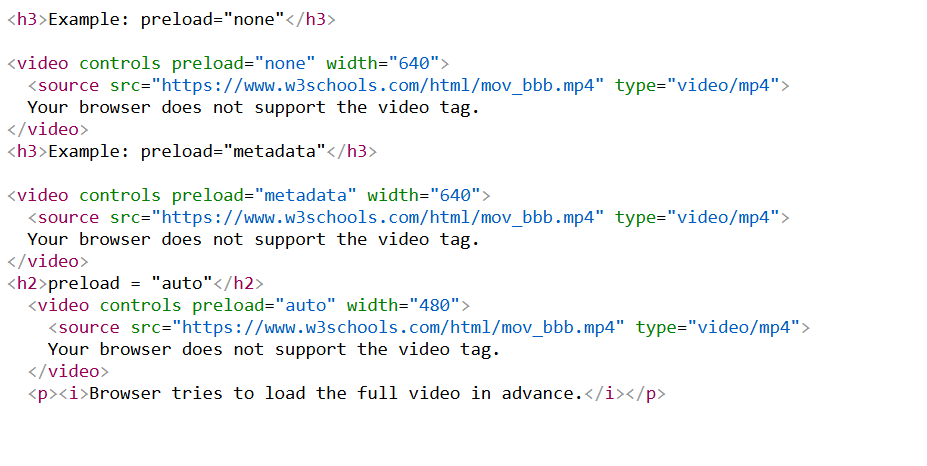 <h3>Example: preload="none"</h3>
<video controls preload="none" width="640">
<source src="https://www.w3schools.com/html/mov_bbb.mp4" type="video/mp4">
Your browser does not support the video tag.
</video>
<h3>Example: preload="metadata"</h3>
<video controls preload="metadata" width="640">
<source src="https://www.w3schools.com/html/mov_bbb.mp4" type="video/mp4">
Your browser does not support the video tag.
</video>
<h2>preload = "auto"</h2>
<video controls preload="auto" width="480">
<source src="https://www.w3schools.com/html/mov_bbb.mp4" type="video/mp4">
Your browser does not support the video tag.
</video>
<p><i>Browser tries to load the full video in advance.</i></p>